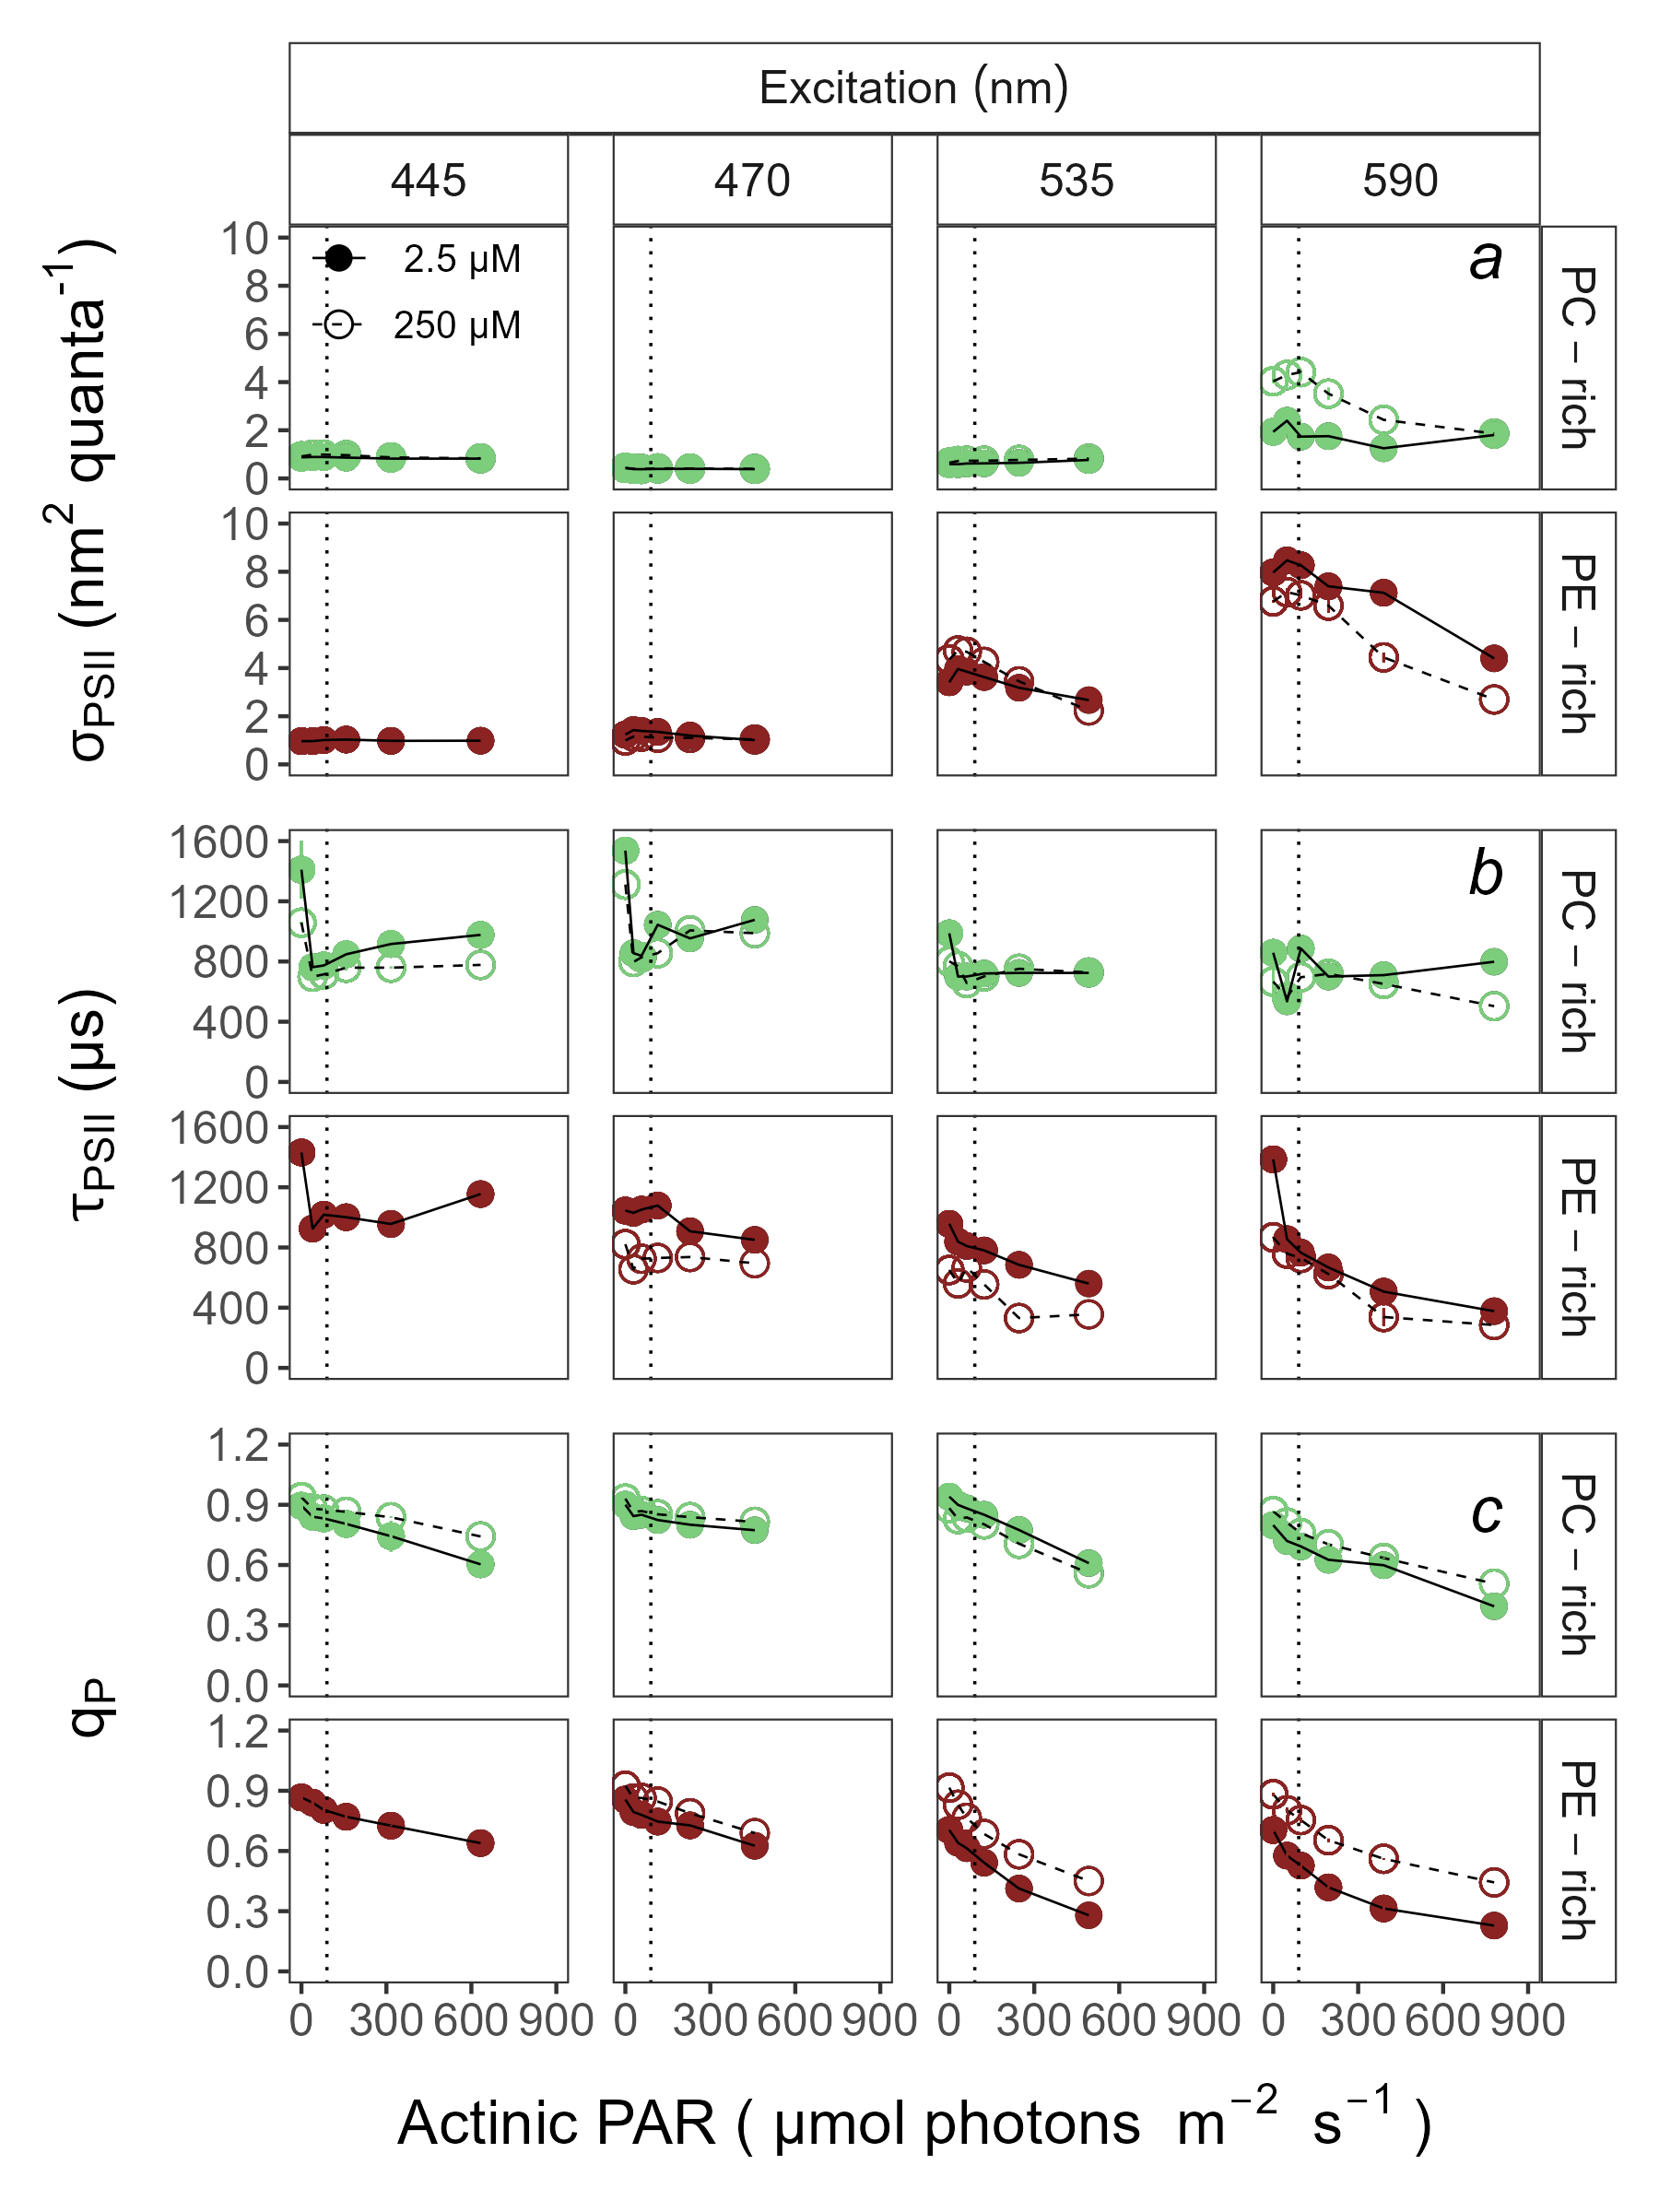 Excitation (nm)
445 470 535 590
σPSII (nm² quanta⁻¹)
10
8
6
4
2
0
2.5 µM
250 µM
a
PC – rich
10
8
6
4
2
0
PE – rich
τPSII (µs)
1600
1200
800
400
0
b
PC – rich
1600
1200
800
400
0
PE – rich
qP
1.2
0.9
0.6
0.3
0.0
c
PC – rich
1.2
0.9
0.6
0.3
0.0
PE – rich
0 300 600 900 0 300 600 900 0 300 600 900 0 300 600 900
Actinic PAR ( µmol photons m⁻² s⁻¹ )